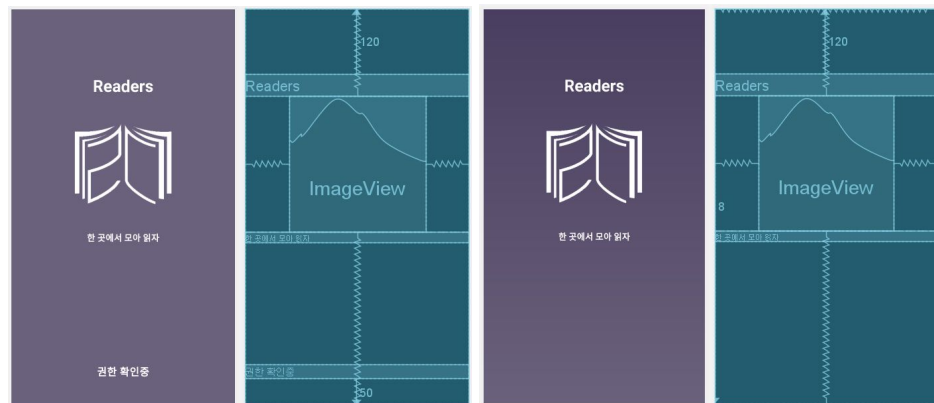 Readers
한 곳에서 모아 읽자
권한 확인중
120
Readers
ImageView
한 곳에서 모아 읽자
권한 확인중
50
Readers
한 곳에서 모아 읽자
120
Readers
ImageView
8
한 곳에서 모아 읽자